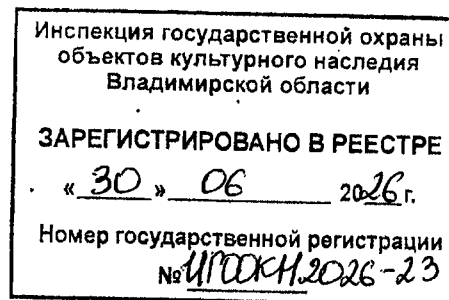 Инспекция государственной охраны
объектов культурного наследия
Владимирской области
ЗАРЕГИСТРИРОВАНО В РЕЕСТРЕ
« 30 » 06 2026 г.
Номер государственной регистрации
№ ИГООКН.2026-23